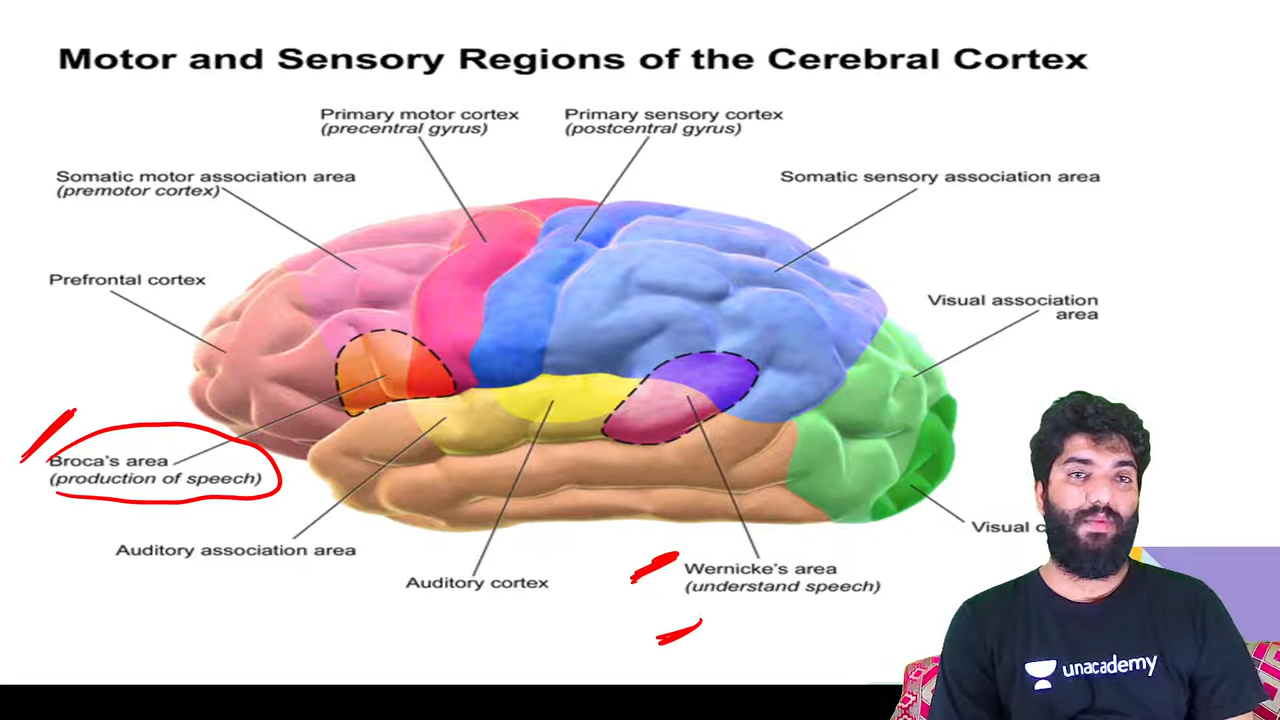 Motor and Sensory Regions of the Cerebral Cortex
Primary motor cortex
(precentral gyrus)
Primary sensory cortex
(postcentral gyrus)
Somatic motor association area
(premotor cortex)
Somatic sensory association area
Prefrontal cortex
Visual association
area
Broca's area
(production of speech)
Auditory association area
Auditory cortex
Wernicke's area
(understand speech)
Visual
unacademy